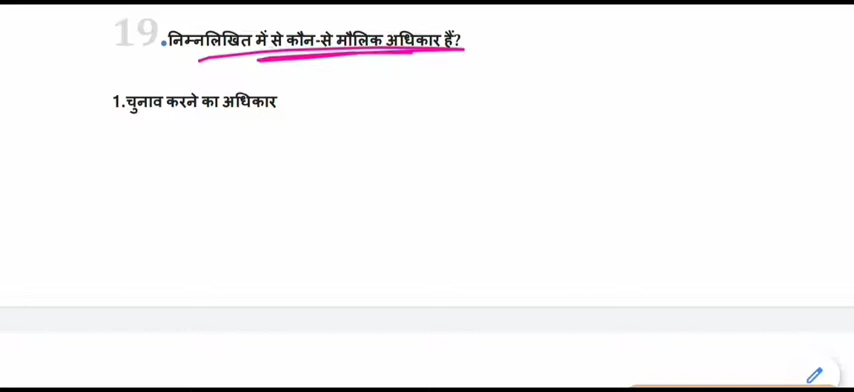 19.निम्नलिखित में से कौन-से मौलिक अधिकार हैं?
1.चुनाव करने का अधिकार